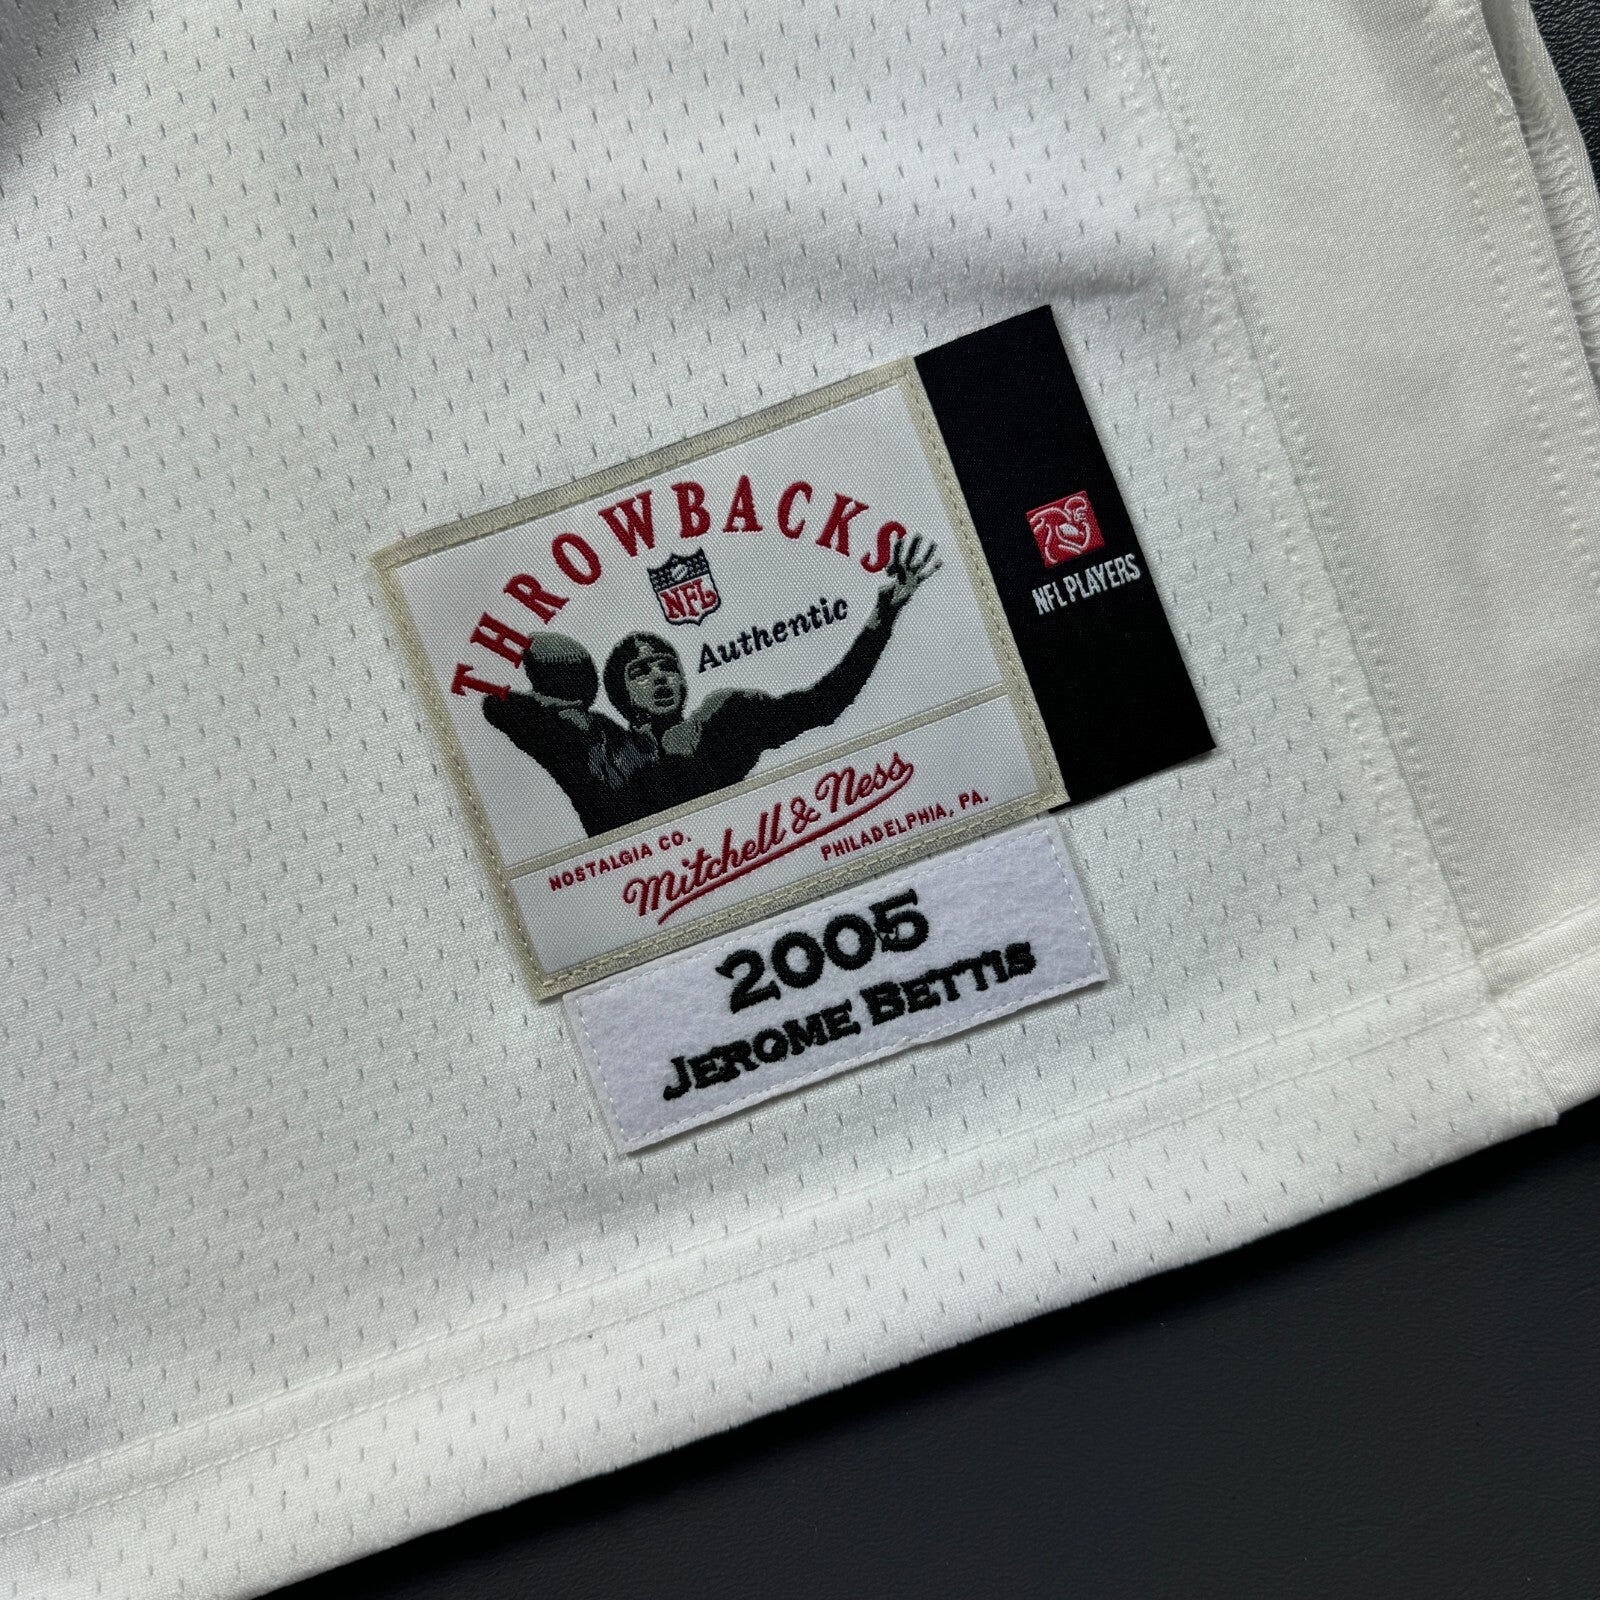 THROWBACKS
NFL
Authentic
NFL PLAYERS
NOSTALGIA CO.
Mitchell & Ness
PHILADELPHIA, PA.
2005
JEROME BETTIS